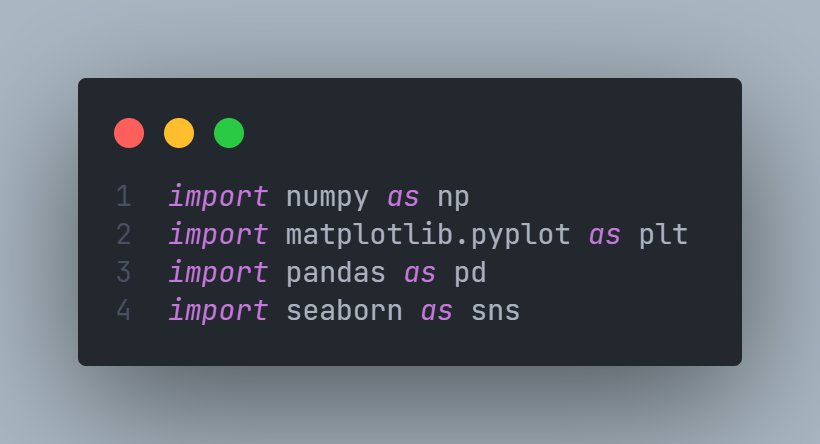 1 import numpy as np
2 import matplotlib.pyplot as plt
3 import pandas as pd
4 import seaborn as sns